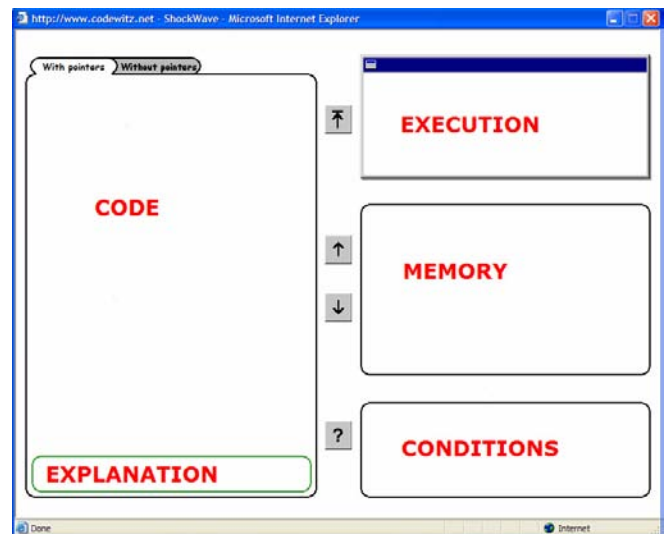 http://www.codewitz.net - ShockWave - Microsoft Internet Explorer
With pointers Without pointers
EXECUTION
CODE
MEMORY
?
CONDITIONS
EXPLANATION
Done Internet